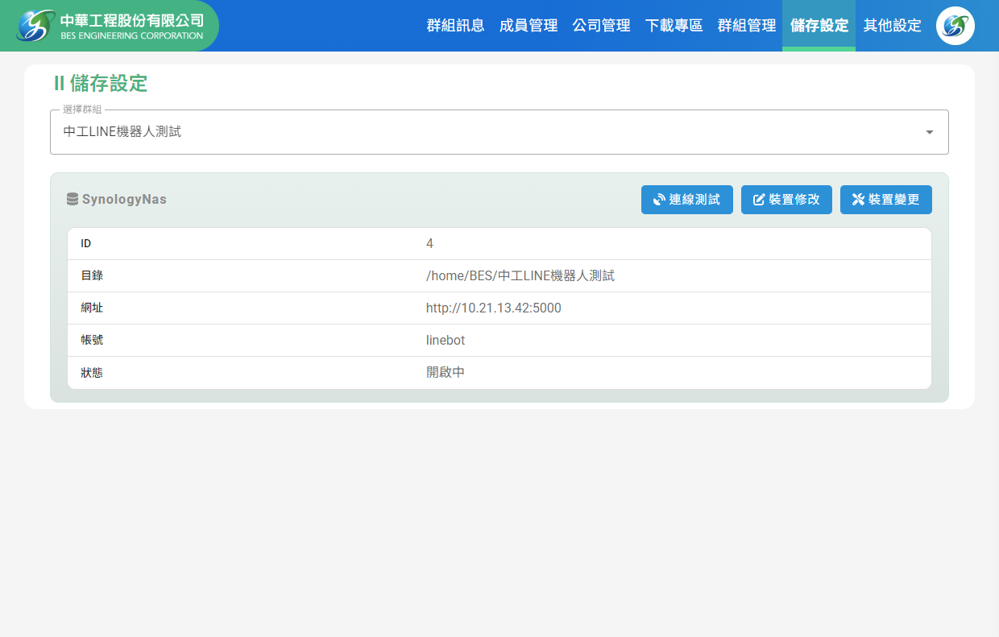 中華工程股份有限公司
BES ENGINEERING CORPORATION
群組訊息 成員管理 公司管理 下載專區 群組管理 儲存設定 其他設定
儲存設定
選擇群組
中工LINE機器人測試
SynologyNas 連線測試 裝置修改 裝置變更
ID 4
目錄 /home/BES/中工LINE機器人測試
網址 http://10.21.13.42:5000
帳號 linebot
狀態 開啟中